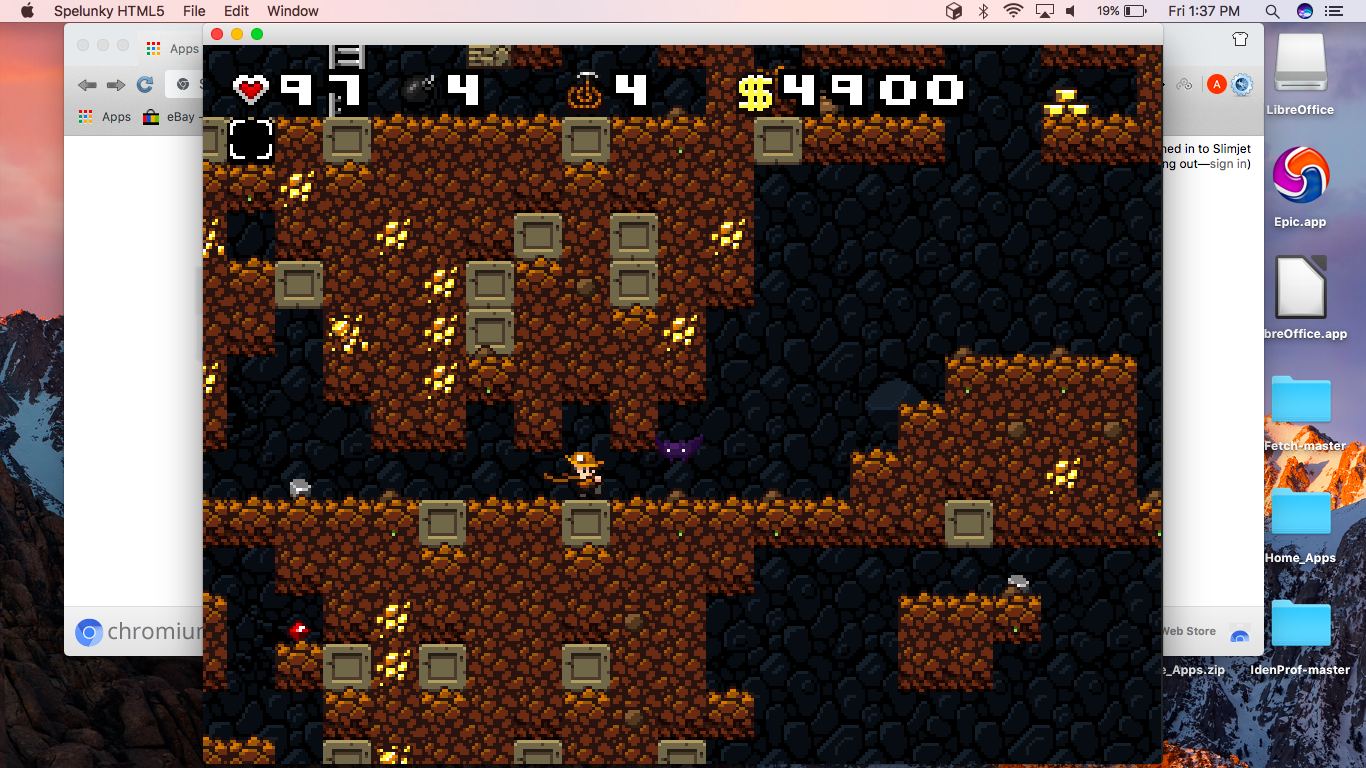 Spelunky HTML5 File Edit Window 19% Fri 1:37 PM
97 4 4 $4900
Apps
Apps eBay -
A
ned in to Slimjet
ng out—sign in)
chromiur
Web Store
LibreOffice
Epic.app
breOffice.app
Fetch-master
Home_Apps
e_Apps.zip
IdenProf-master